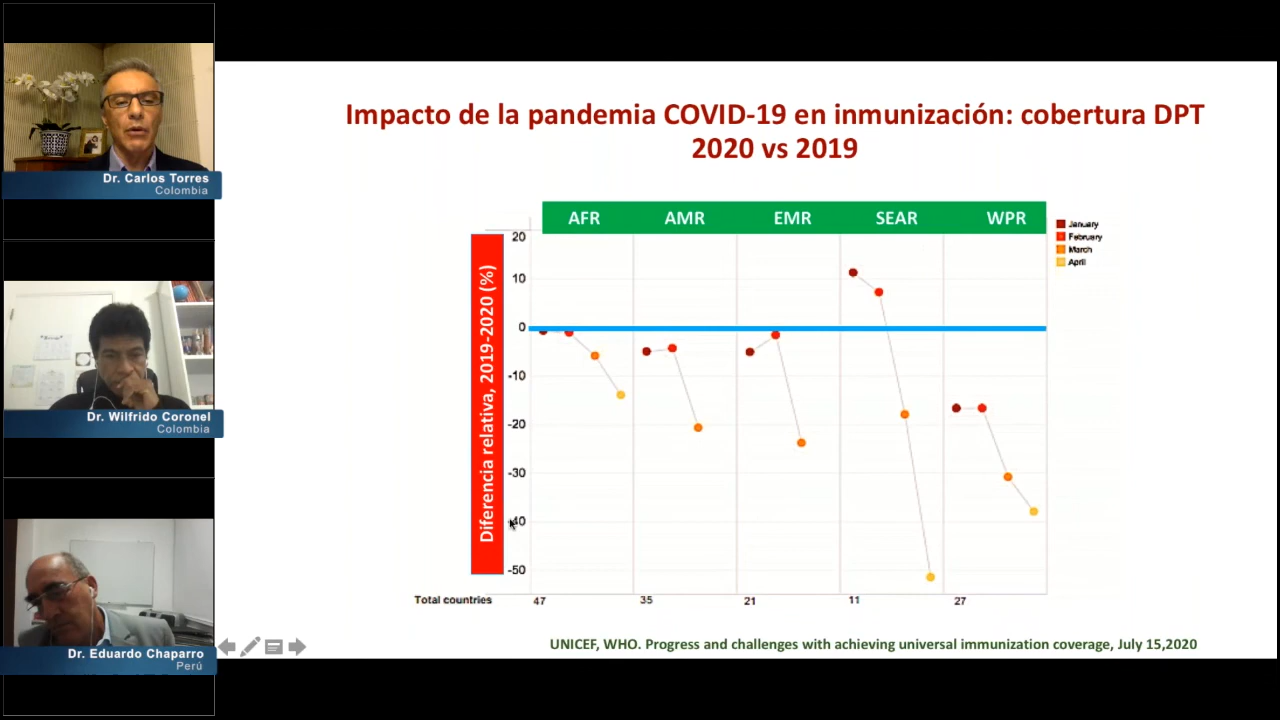 Dr. Carlos Torres
Colombia
Dr. Wilfrido Coronel
Colombia
Dr. Eduardo Chaparro
Perú
Impacto de la pandemia COVID-19 en inmunización: cobertura DPT
2020 vs 2019
AFR AMR EMR SEAR WPR
January
February
March
April
Diferencia relativa, 2019-2020 (%)
20
10
0
-10
-20
-30
-40
-50
Total countries 47 35 21 11 27
UNICEF, WHO. Progress and challenges with achieving universal immunization coverage, July 15,2020